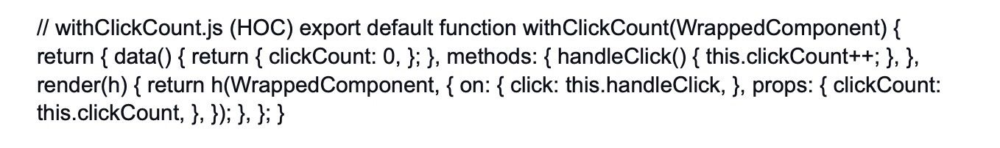 // withClickCount.js (HOC) export default function withClickCount(WrappedComponent) {
return { data() { return { clickCount: 0, }; }, methods: { handleClick() { this.clickCount++; }, },
render(h) { return h(WrappedComponent, { on: { click: this.handleClick, }, props: { clickCount:
this.clickCount, }, }); }, }; }